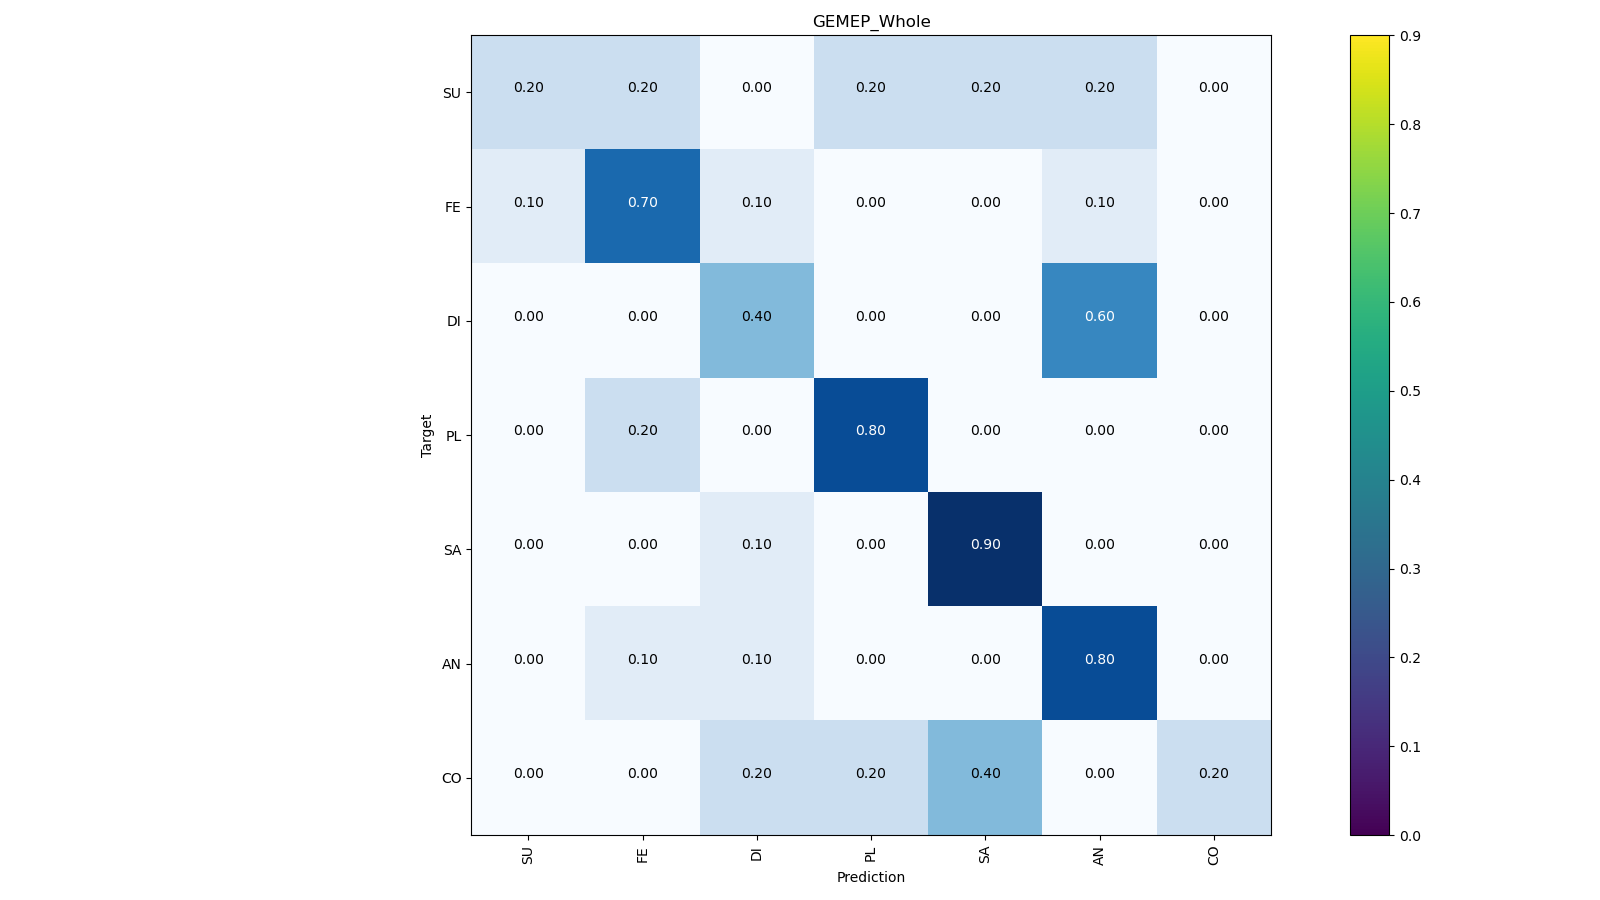 GEMEP_Whole
SU 0.20 0.20 0.00 0.20 0.20 0.20 0.00
FE 0.10 0.70 0.10 0.00 0.00 0.10 0.00
DI 0.00 0.00 0.40 0.00 0.00 0.60 0.00
PL 0.00 0.20 0.00 0.80 0.00 0.00 0.00
SA 0.00 0.00 0.10 0.00 0.90 0.00 0.00
AN 0.00 0.10 0.10 0.00 0.00 0.80 0.00
CO 0.00 0.00 0.20 0.20 0.40 0.00 0.20
SU FE DI PL SA AN CO
Target
Prediction
0.9
0.8
0.7
0.6
0.5
0.4
0.3
0.2
0.1
0.0